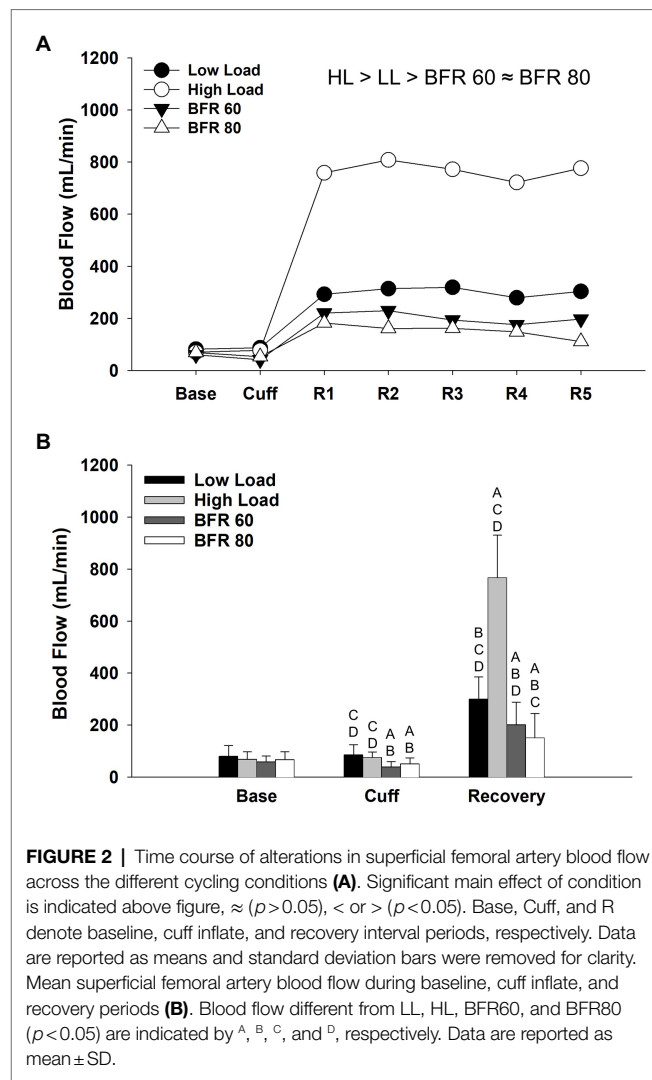 A
1200
1000
800
600
400
200
0
Blood Flow (mL/min)
Low Load
High Load
BFR 60
BFR 80
HL > LL > BFR 60 ≈ BFR 80
Base Cuff R1 R2 R3 R4 R5
B
1200
1000
800
600
400
200
0
Blood Flow (mL/min)
Low Load
High Load
BFR 60
BFR 80
C
D
C
D
A
B
A
B
B
C
D
A
C
D
A
B
D
A
B
C
Base Cuff Recovery
FIGURE 2 | Time course of alterations in superficial femoral artery blood flow
across the different cycling conditions (A). Significant main effect of condition
is indicated above figure, ≈ (p > 0.05), < or > (p < 0.05). Base, Cuff, and R
denote baseline, cuff inflate, and recovery interval periods, respectively. Data
are reported as means and standard deviation bars were removed for clarity.
Mean superficial femoral artery blood flow during baseline, cuff inflate, and
recovery periods (B). Blood flow different from LL, HL, BFR60, and BFR80
(p < 0.05) are indicated by A, B, C, and D, respectively. Data are reported as
mean ± SD.